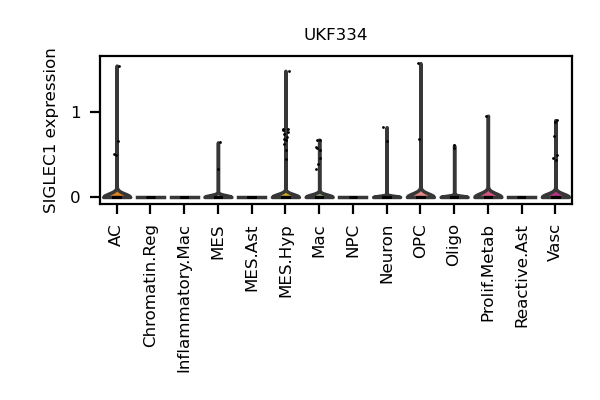 UKF334
SIGLEC1 expression
1
0
AC
Chromatin.Reg
Inflammatory.Mac
MES
MES.Ast
MES.Hyp
Mac
NPC
Neuron
OPC
Oligo
Prolif.Metab
Reactive.Ast
Vasc